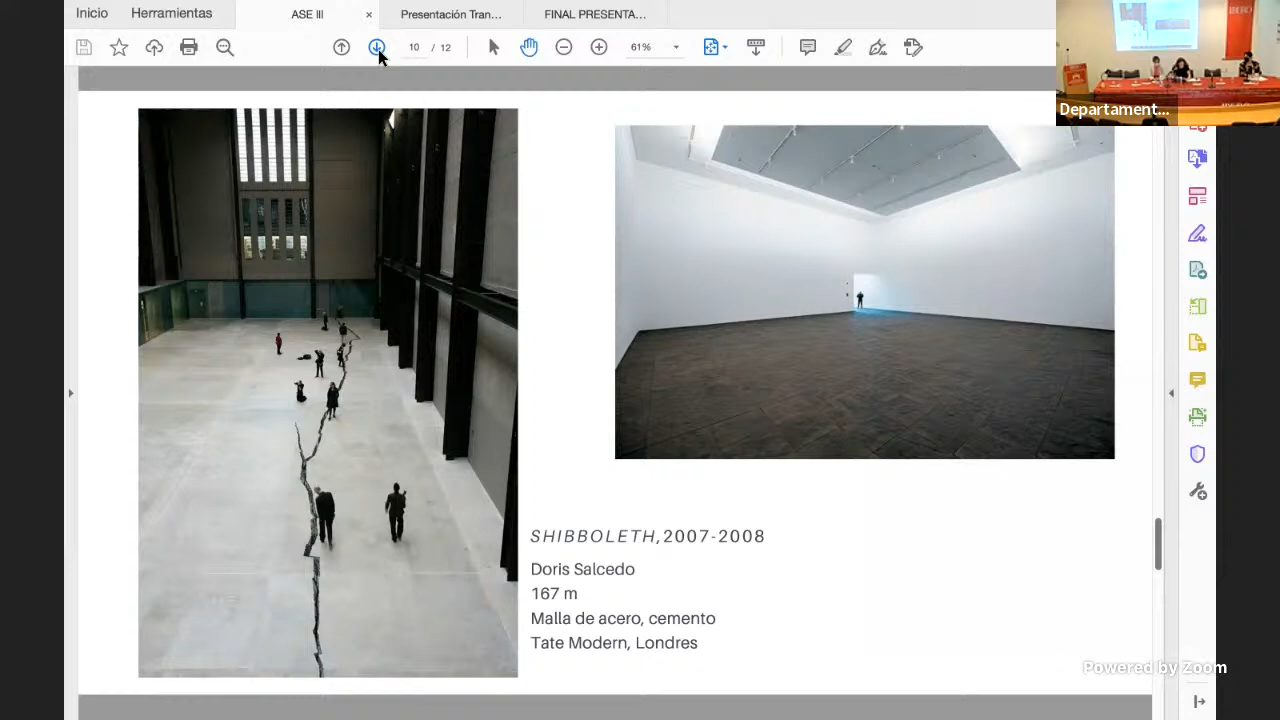 Inicio
Herramientas
ASE III
Presentación Tran...
FINAL PRESENTA...
10 / 12
61%
Departament...
SHIBBOLETH, 2007-2008
Doris Salcedo
167 m
Malla de acero, cemento
Tate Modern, Londres
Powered by Zoom